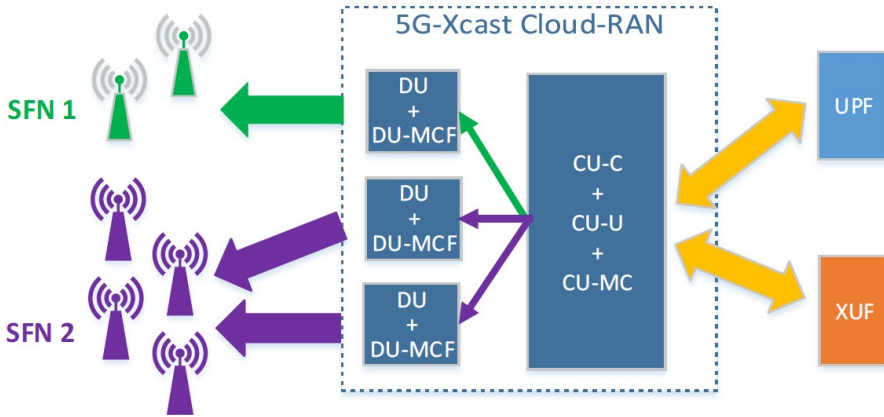 5G-Xcast Cloud-RAN
SFN 1
DU
+
DU-MCF
DU
+
DU-MCF
DU
+
DU-MCF
SFN 2
CU-C
+
CU-U
+
CU-MC
UPF
XUF